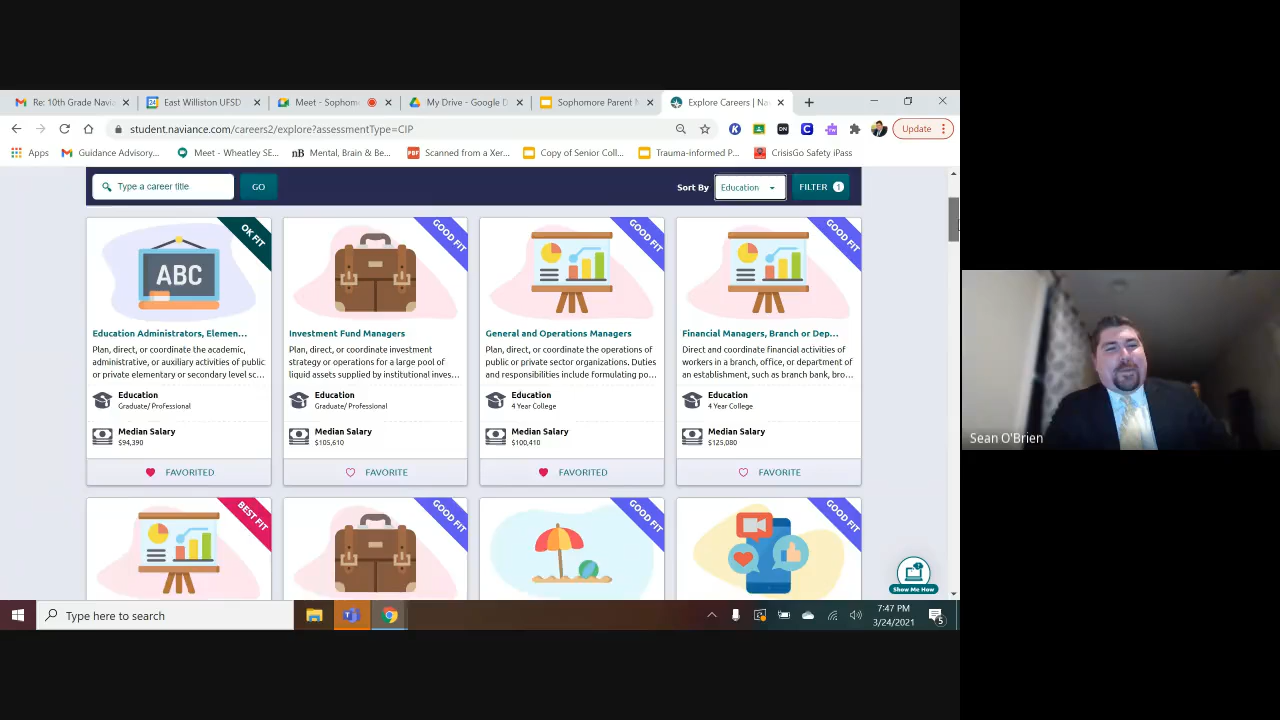 Re: 10th Grade Navia
East Williston UFSD
Meet - Sophom
My Drive - Google D
Sophomore Parent M
Explore Careers | Na
student.naviance.com/careers2/explore?assessmentType=CIP
Update
Apps
Guidance Advisory...
Meet - Wheatley SE...
Mental, Brain & Be...
Scanned from a Xer...
Copy of Senior Coll...
Trauma-informed P...
CrisisGo Safety iPass
Type a career title
GO
Sort By
Education
FILTER 1
OK FIT
GOOD FIT
GOOD FIT
GOOD FIT
ABC
Education Administrators, Elemen...
Plan, direct, or coordinate the academic,
administrative, or auxiliary activities of public
or private elementary or secondary level sc...
Education
Graduate/ Professional
Median Salary
$94,390
FAVORITED
Investment Fund Managers
Plan, direct, or coordinate investment
strategy or operations for a large pool of
liquid assets supplied by institutional inves...
Education
Graduate/ Professional
Median Salary
$105,610
FAVORITE
General and Operations Managers
Plan, direct, or coordinate the operations of
public or private sector organizations. Duties
and responsibilities include formulating po...
Education
4 Year College
Median Salary
$100,410
FAVORITED
Financial Managers, Branch or Dep...
Direct and coordinate financial activities of
workers in a branch, office, or department of
an establishment, such as branch bank, bro...
Education
4 Year College
Median Salary
$125,080
FAVORITE
BEST FIT
GOOD FIT
GOOD FIT
GOOD FIT
Show Me How
Type here to search
7:47 PM
3/24/2021
5
Sean O'Brien